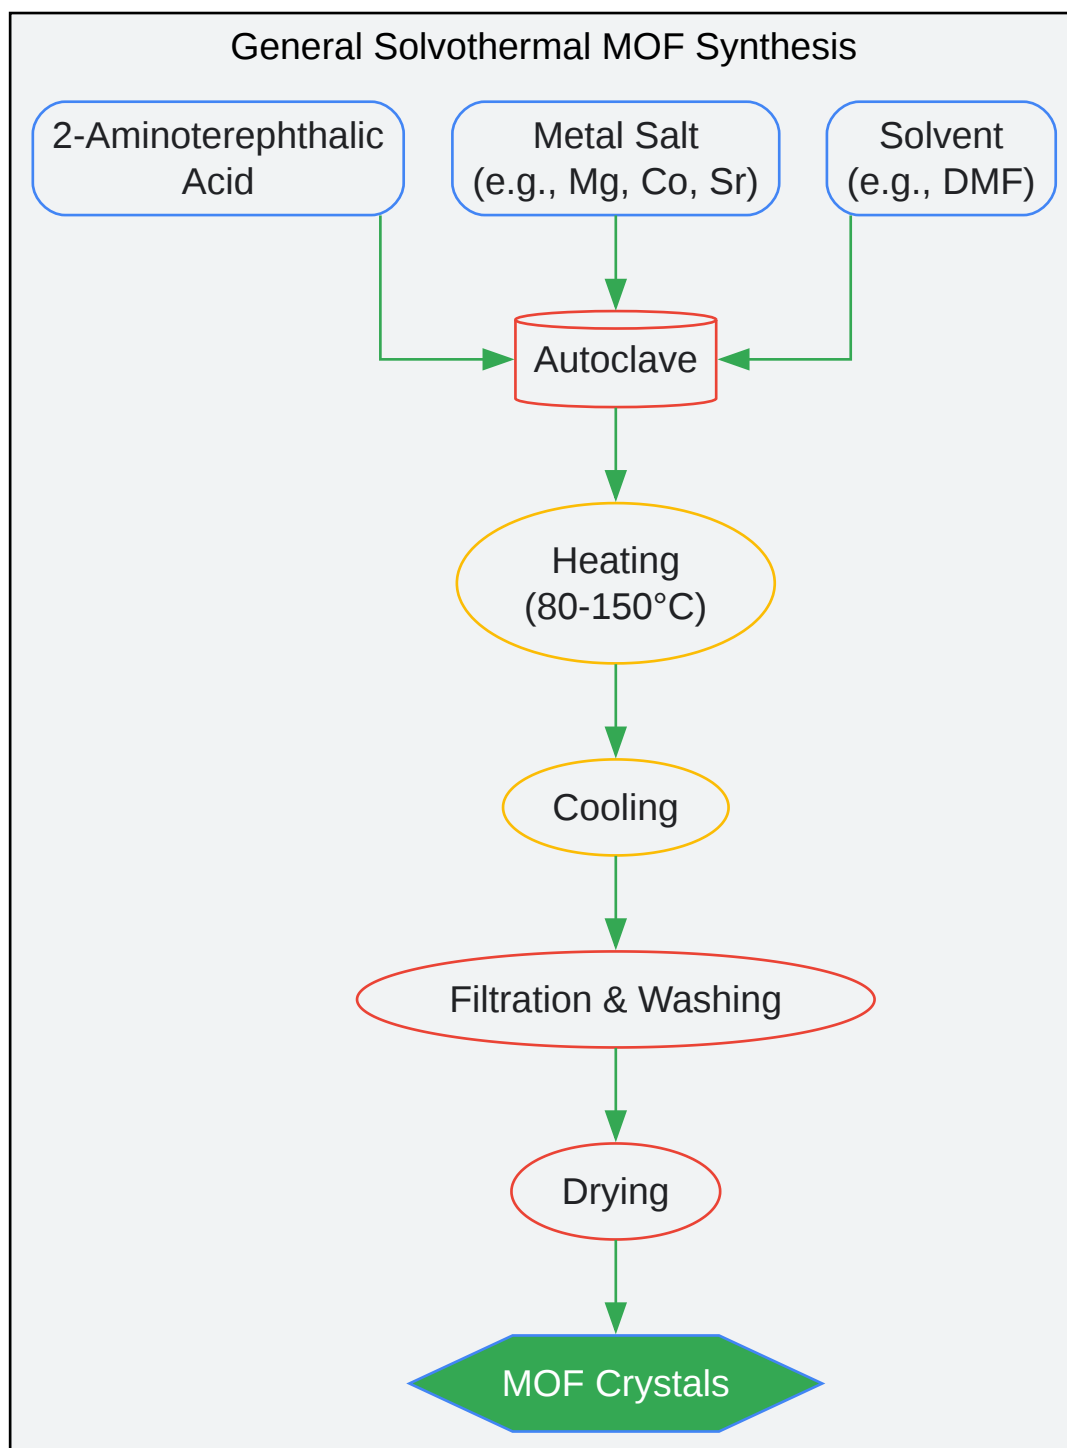 General Solvothermal MOF Synthesis
2-Aminoterephthalic
Acid
Metal Salt
(e.g., Mg, Co, Sr)
Solvent
(e.g., DMF)
Autoclave
Heating
(80-150°C)
Cooling
Filtration & Washing
Drying
MOF Crystals